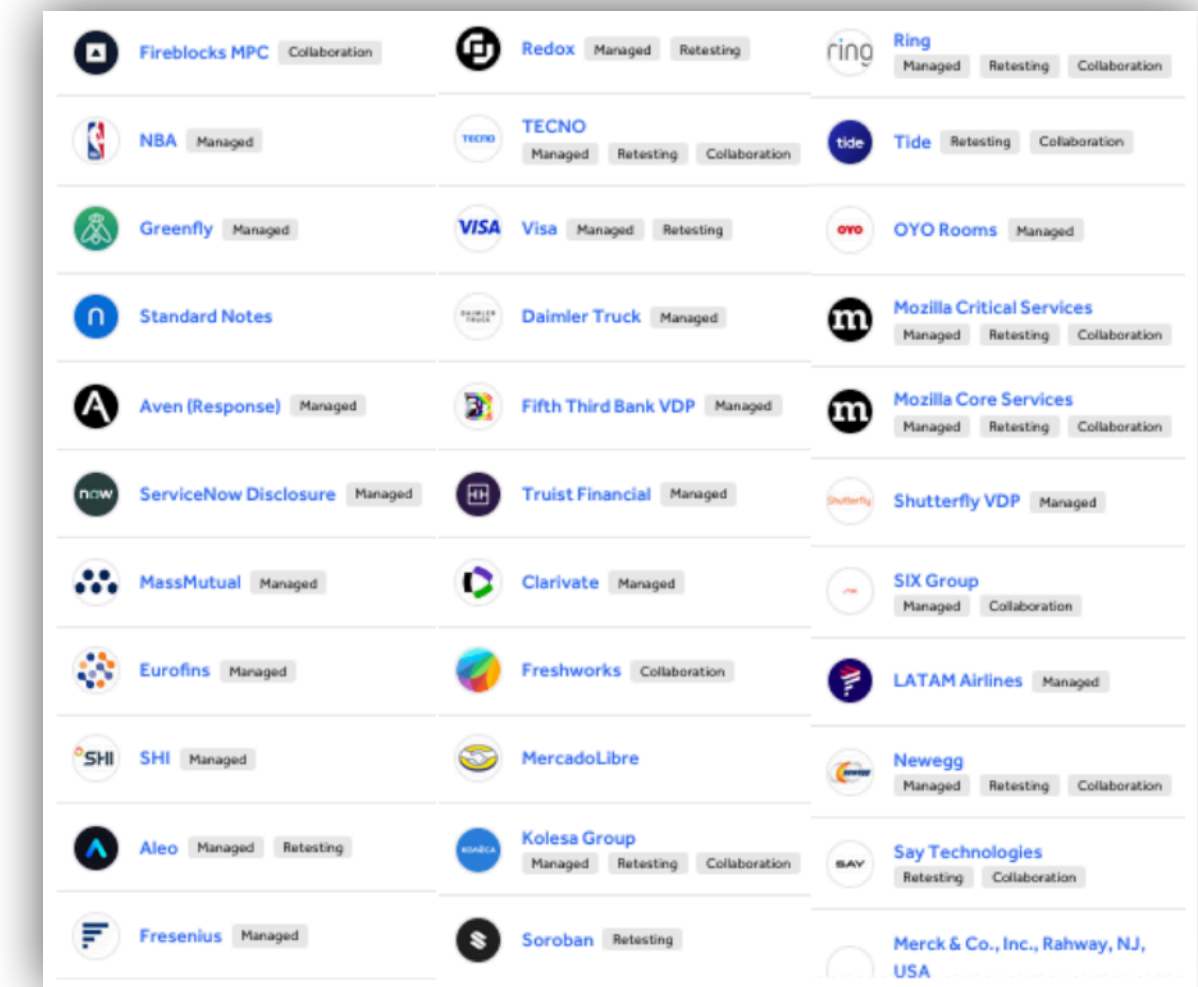 Fireblocks MPC Collaboration
NBA Managed
Greenfly Managed
Standard Notes
Aven (Response) Managed
now ServiceNow Disclosure Managed
MassMutual Managed
Eurofins Managed
SHI SHI Managed
Aleo Managed Retesting
Fresenius Managed
Redox Managed Retesting
TECNO TECNO
Managed Retesting Collaboration
VISA Visa Managed Retesting
DAIMLER
TRUCK
Daimler Truck Managed
Fifth Third Bank VDP Managed
Truist Financial Managed
Clarivate Managed
Freshworks Collaboration
MercadoLibre
Kolesa Group
Managed Retesting Collaboration
Soroban Retesting
ring Ring
Managed Retesting Collaboration
tide Tide Retesting Collaboration
OYO OYO Rooms Managed
m Mozilla Critical Services
Managed Retesting Collaboration
m Mozilla Core Services
Managed Retesting Collaboration
Shutterfly Shutterfly VDP Managed
SIX Group
Managed Collaboration
LATAM Airlines Managed
newegg Newegg
Managed Retesting Collaboration
SAY Say Technologies
Retesting Collaboration
Merck & Co., Inc., Rahway, NJ,
USA